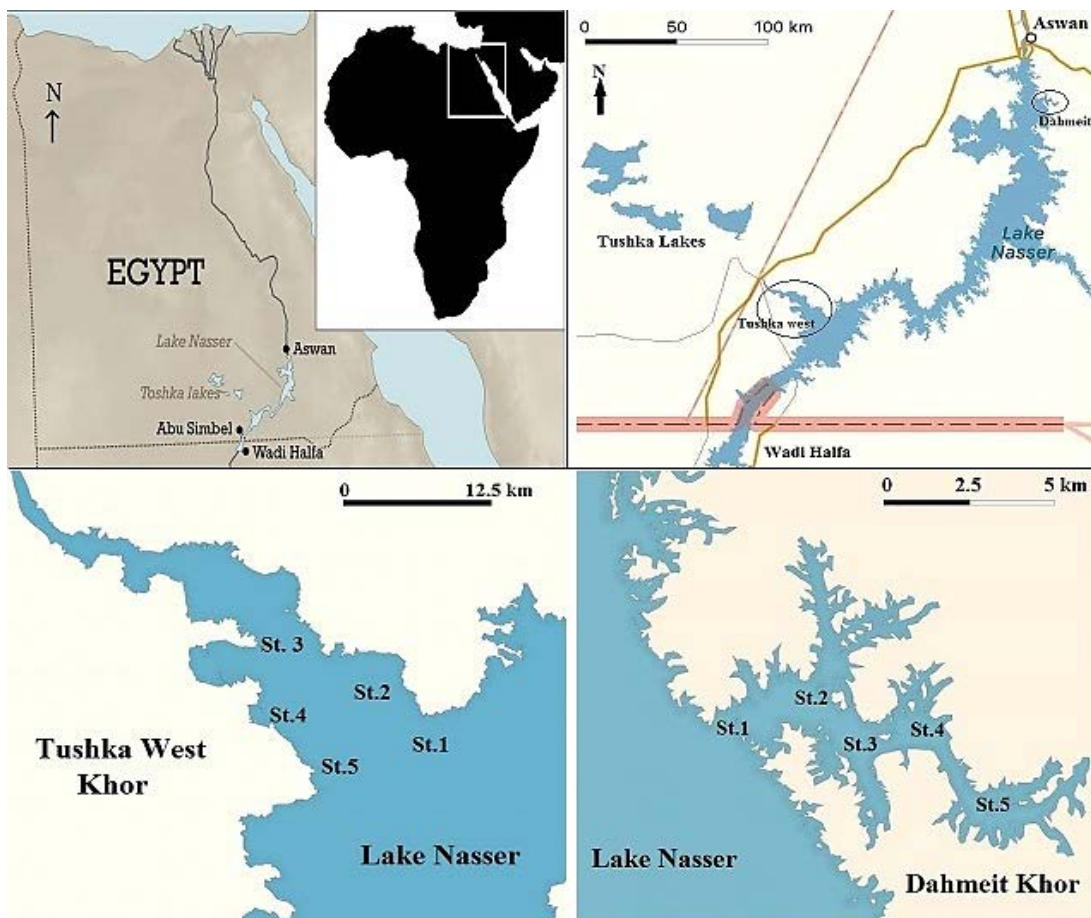 N
EGYPT
Lake Nasser
Toshka lakes
Aswan
Abu Simbel
Wadi Halfa
0 50 100 km
N
Aswan
Dahmeit
Tushka Lakes
Lake
Nasser
Tushka west
Wadi Halfa
0 12.5 km
St. 3
St.2
St.4
St.1
St.5
Tushka West
Khor
Lake Nasser
0 2.5 5 km
St.2
St.1
St.4
St.3
St.5
Lake Nasser
Dahmeit Khor